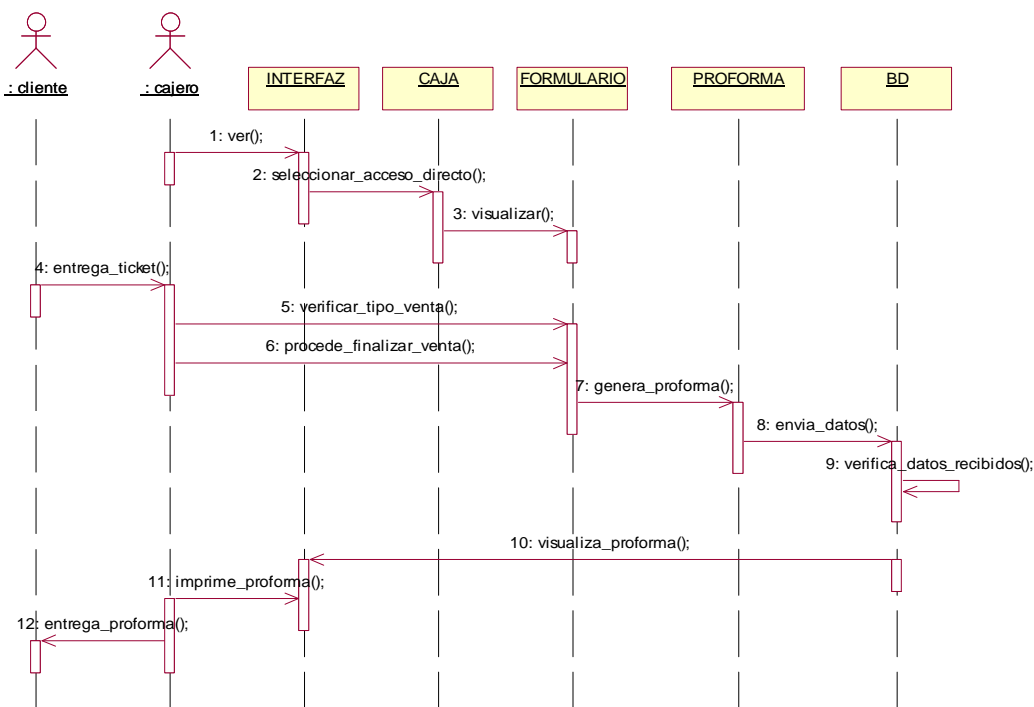 : cliente
: cajero
INTERFAZ
CAJA
FORMULARIO
PROFORMA
BD
1: ver();
2: seleccionar_acceso_directo();
3: visualizar();
4: entrega_ticket();
5: verificar_tipo_venta();
6: procede_finalizar_venta();
7: genera_proforma();
8: envia_datos();
9: verifica_datos_recibidos();
10: visualiza_proforma();
11: imprime_proforma();
12: entrega_proforma();